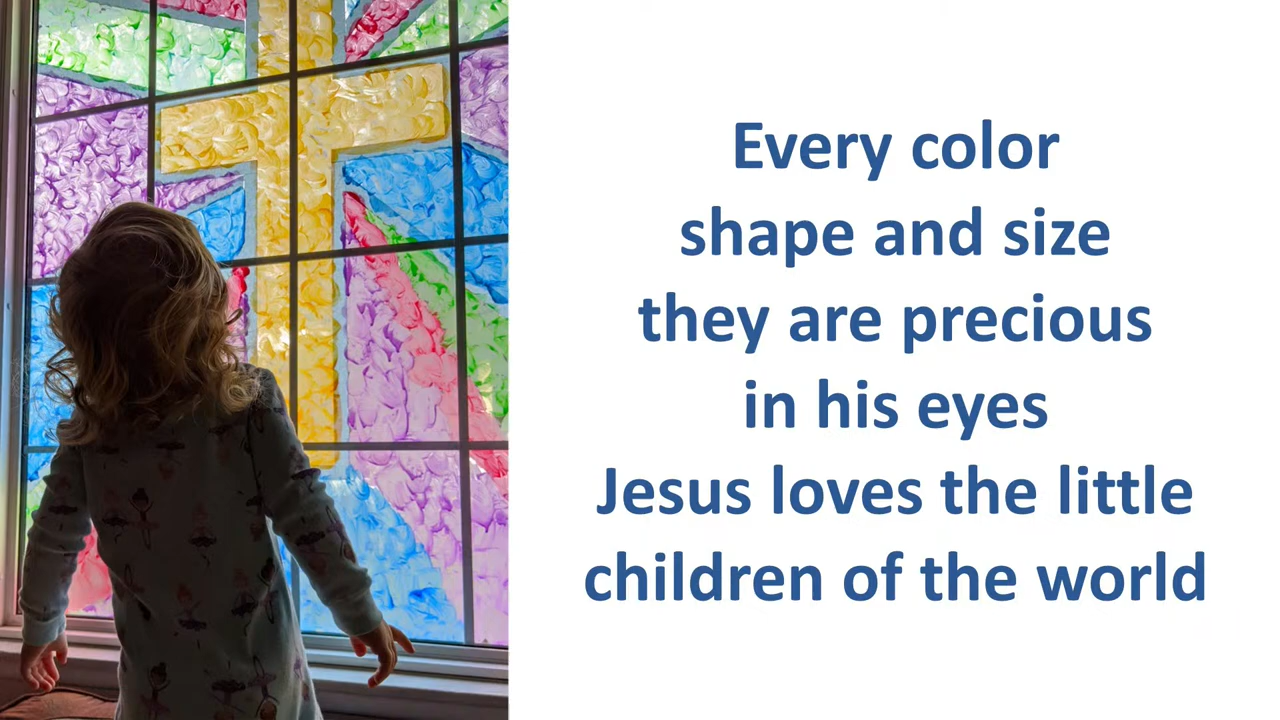 Every color
shape and size
they are precious
in his eyes
Jesus loves the little
children of the world